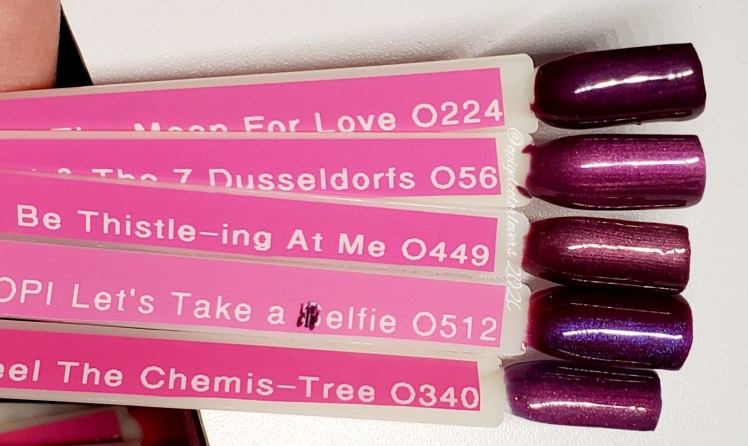 The Moon For Love O224
& The 7 Dusseldorfs O56
Be Thistle-ing At Me O449
OPI Let's Take a elfie O512
eel The Chemis-Tree O340